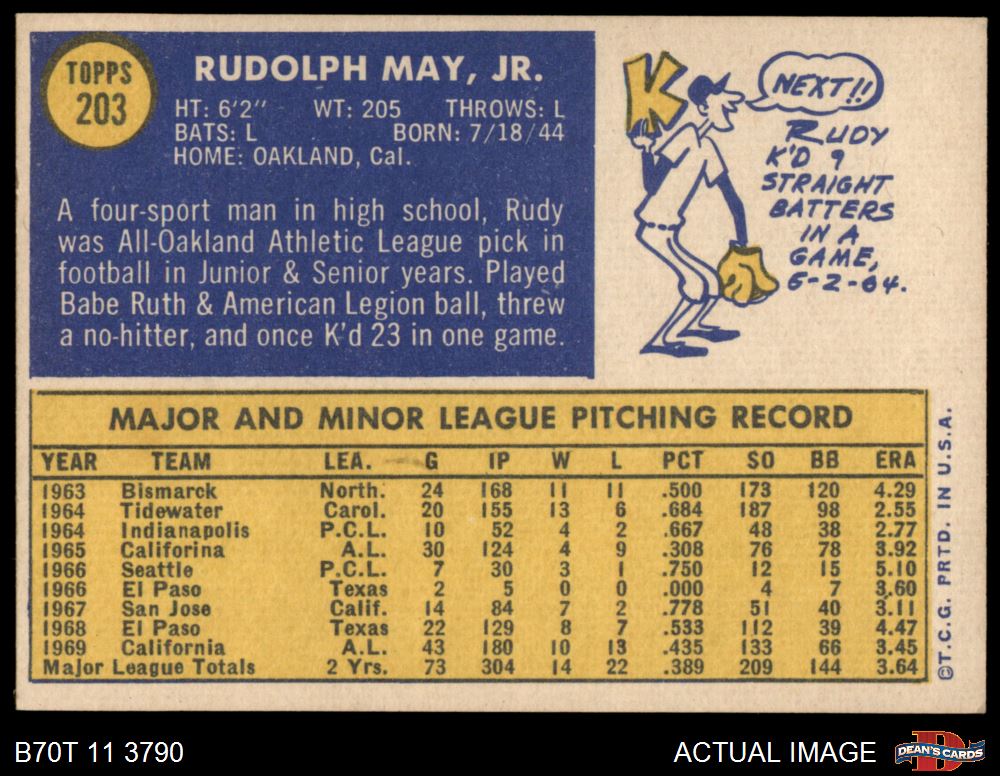 TOPPS
203
RUDOLPH MAY, JR.
HT: 6'2" WT: 205 THROWS: L
BATS: L BORN: 7/18/44
HOME: OAKLAND, Cal.
A four-sport man in high school, Rudy
was All-Oakland Athletic League pick in
football in Junior & Senior years. Played
Babe Ruth & American Legion ball, threw
a no-hitter, and once K'd 23 in one game.
K
NEXT!!
RUDY
K'D 9
STRAIGHT
BATTERS
IN A
GAME,
6-2-64.
MAJOR AND MINOR LEAGUE PITCHING RECORD
YEAR TEAM LEA. G IP W L PCT SO BB ERA
1963 Bismarck North. 24 168 11 11 .500 173 120 4.29
1964 Tidewater Carol. 20 155 13 6 .684 187 98 2.55
1964 Indianapolis P.C.L. 10 52 4 2 .667 48 38 2.77
1965 Califorina A.L. 30 124 4 9 .308 76 78 3.92
1966 Seattle P.C.L. 7 30 3 1 .750 12 15 5.10
1966 El Paso Texas 2 5 0 0 .000 4 7 3.60
1967 San Jose Calif. 14 84 7 2 .778 51 40 3.11
1968 El Paso Texas 22 129 8 7 .533 112 39 4.47
1969 California A.L. 43 180 10 13 .435 133 66 3.45
Major League Totals 2 Yrs. 73 304 14 22 .389 209 144 3.64
©T.C.G. PRTD. IN U.S.A.
B70T 11 3790
ACTUAL IMAGE
DEAN'S CARDS